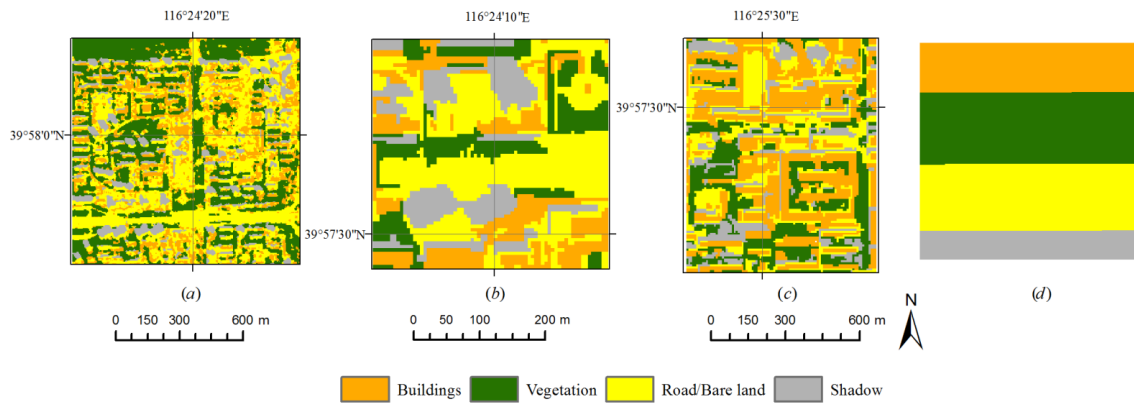 116°24'20"E
116°24'10"E
116°25'30"E
39°58'0"N
39°57'30"N
39°57'30"N
(a)
(b)
(c)
(d)
0 150 300 600 m
0 50 100 200 m
0 150 300 600 m
N
Buildings
Vegetation
Road/Bare land
Shadow